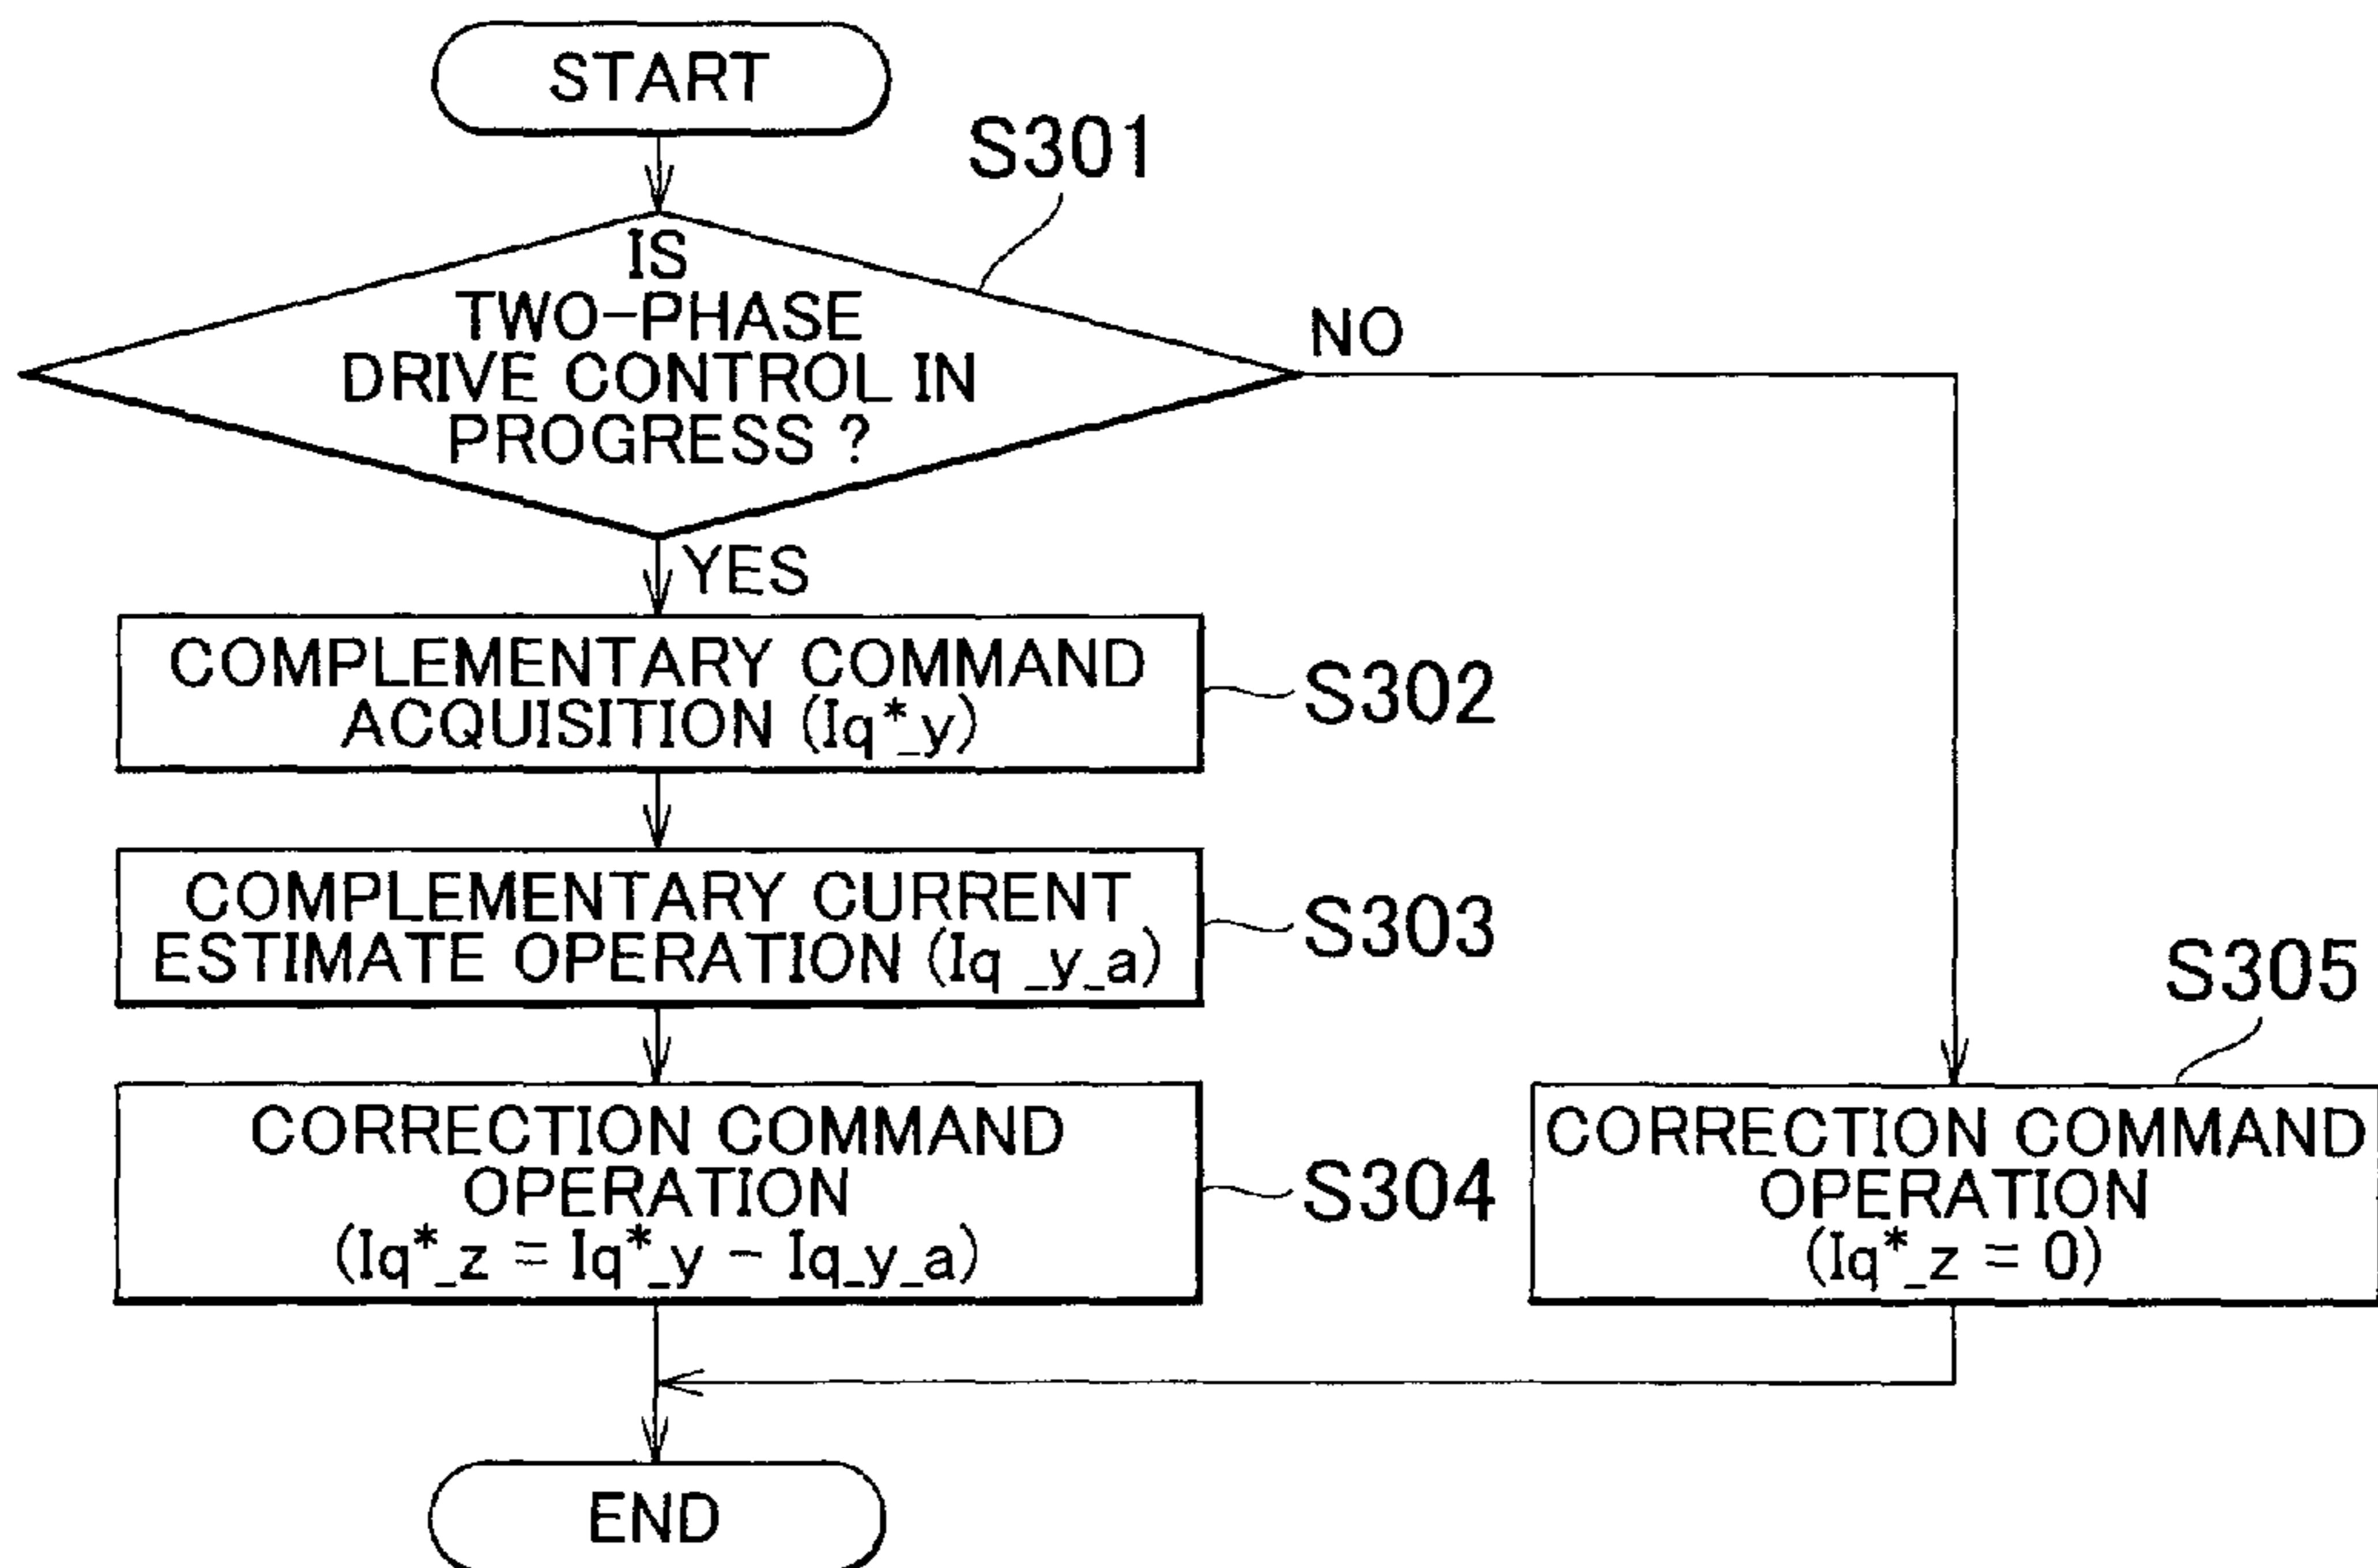 START
S301
IS
TWO-PHASE
DRIVE CONTROL IN
PROGRESS ?
NO
YES
COMPLEMENTARY COMMAND
ACQUISITION (Iq*_y)
S302
COMPLEMENTARY CURRENT
ESTIMATE OPERATION (Iq _y_a)
S303
CORRECTION COMMAND
OPERATION
(Iq*_z = Iq*_y - Iq_y_a)
S304
S305
CORRECTION COMMAND
OPERATION
(Iq*_z = 0)
END